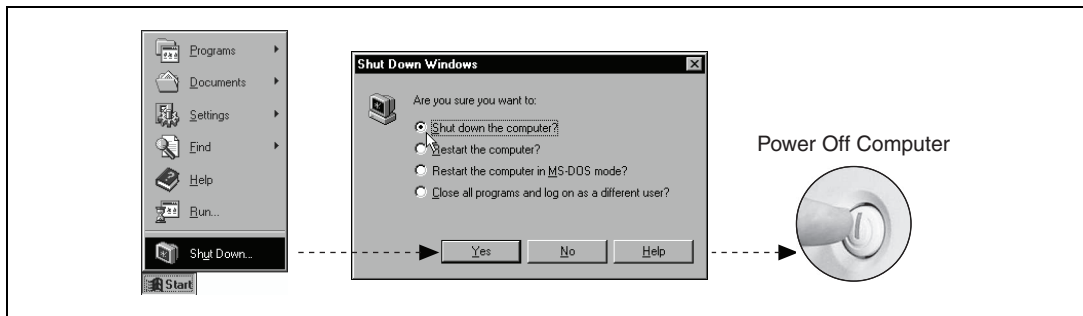 Programs
Documents
Settings
Find
Help
Run...
Shut Down...
Start
Shut Down Windows
Are you sure you want to:
Shut down the computer?
Restart the computer?
Restart the computer in MS-DOS mode?
Close all programs and log on as a different user?
Yes
No
Help
Power Off Computer